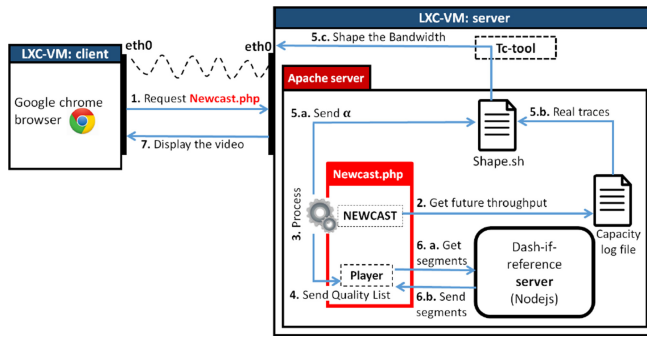 LXC-VM: server
LXC-VM: client
eth0
eth0
5.c. Shape the Bandwidth
Tc-tool
Apache server
Google chrome
browser
1. Request Newcast.php
7. Display the video
5.a. Send α
5.b. Real traces
Shape.sh
Newcast.php
3. Process
NEWCAST
2. Get future throughput
Capacity
log file
6. a. Get
segments
Player
4. Send Quality List
6.b. Send
segments
Dash-if-
reference
server
(Nodejs)